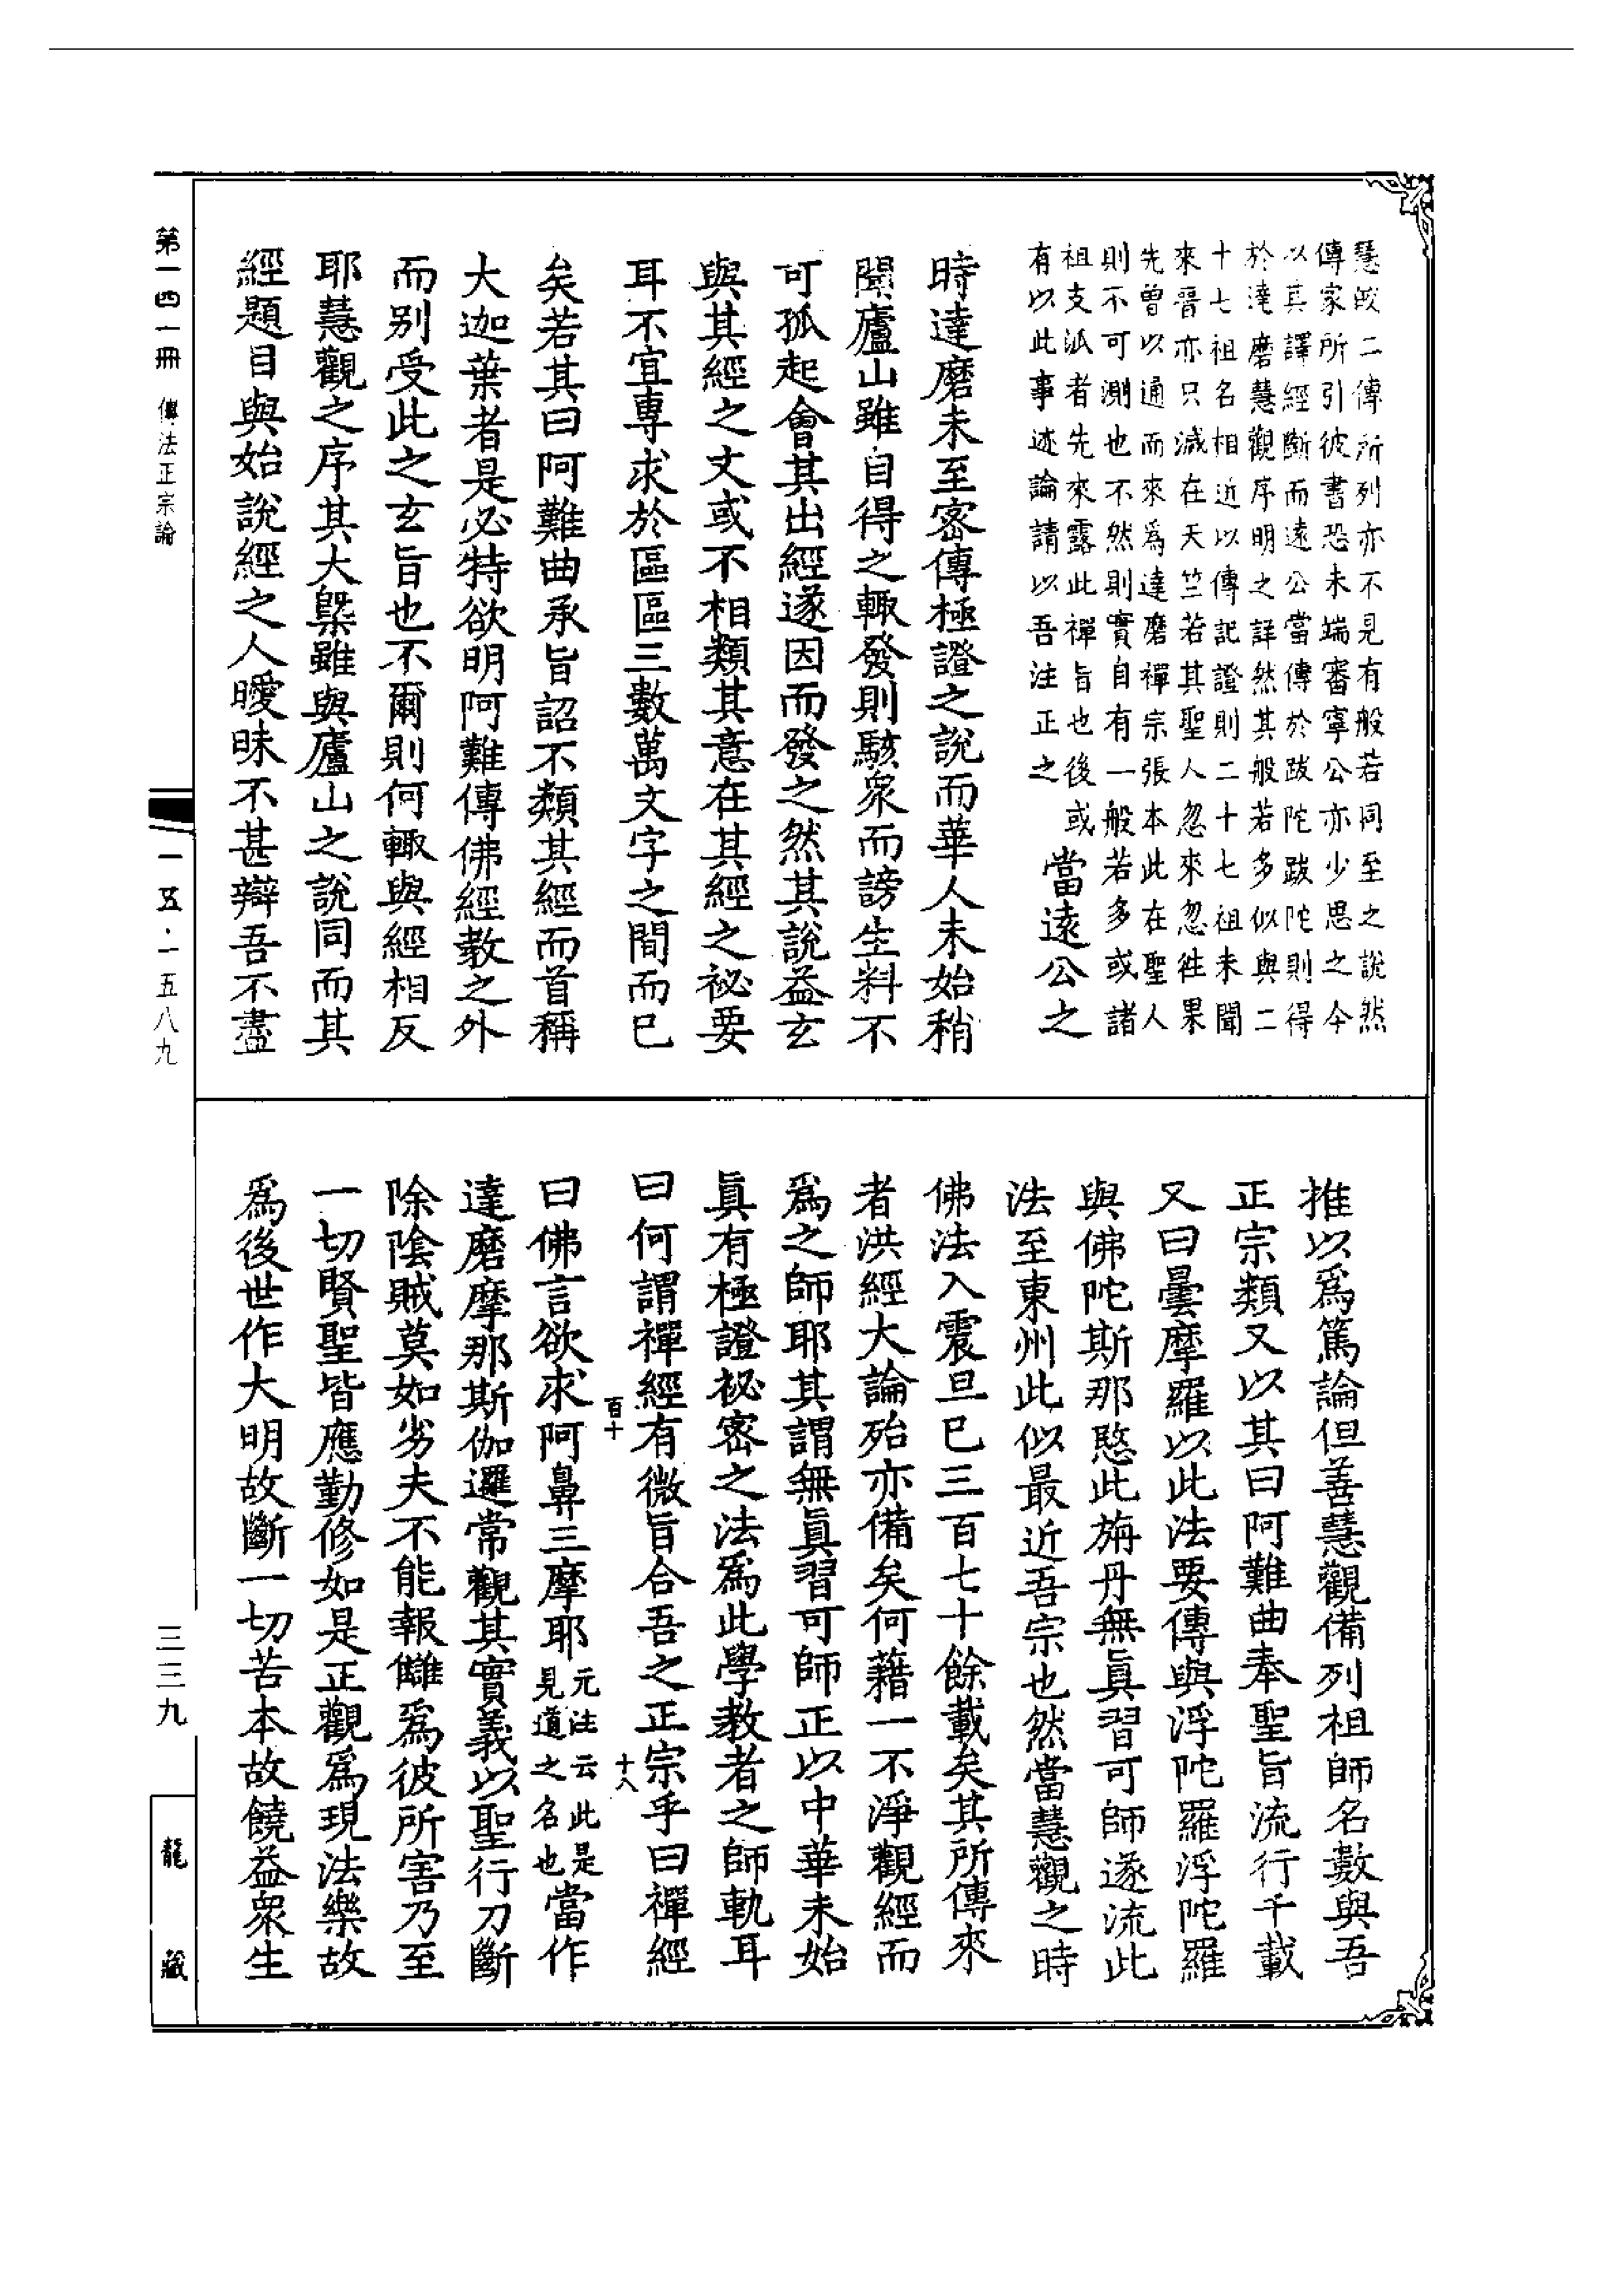 慧皎二傳所列亦不見有般若同至之說然
傳家所引彼書恐未端審寧公亦少思之今
以其譯經斷而遠公當傳於跋陀跋陀則得
於達磨慧觀序明之詳然其般若多似與二
十七祖名相近以傳記證則二十七祖未聞
來晉亦只滅在天竺若其聖人忽來忽往果
先曾以通而來爲達磨禪宗張本此在聖人
則不可測也不然則實自有一般若多或諸
祖支派者先來露此禪旨也後或
有以此事迹論請以吾注正之
當遠公之
時達磨未至密傳極證之說而華人未始稍
聞廬山雖自得之輙發則駭衆而謗生料不
可孤起會其出經遂因而發之然其說益玄
與其經之文或不相類其意在其經之祕要
耳不宜專求於區區三數萬文字之間而已
矣若其曰阿難曲承旨詔不類其經而首稱
大迦葉者是必特欲明阿難傳佛經教之外
而別受此之玄旨也不爾則何輙與經相反
耶慧觀之序其大槩雖與廬山之說同而其
經題目與始說經之人曖昧不甚辯吾不盡
推以爲篤論但善慧觀備列祖師名數與吾
正宗類又以其曰阿難曲奉聖旨流行千載
又曰曇摩羅以此法要傳與浮陀羅浮陀羅
與佛陀斯那愍此旃丹無眞習可師遂流此
法至東州此似最近吾宗也然當慧觀之時
佛法入震旦已三百七十餘載矣其所傳來
者洪經大論殆亦備矣何藉一不淨觀經而
爲之師耶其謂無眞習可師正以中華未始
眞有極證祕密之法爲此學教者之師軌耳
曰何謂禪經有微旨合吾之正宗乎曰禪經
百十
十八
曰佛言欲求阿鼻三摩耶
元注云此是
見道之名也
當作
達磨摩那斯伽邏常觀其實義以聖行刀斷
除陰賊莫如劣夫不能報讎爲彼所害乃至
一切賢聖皆應勤修如是正觀爲現法樂故
爲後世作大明故斷一切苦本故饒益衆生
第一四一冊 傳法正宗論
一五·一五八九
三三九
龍藏